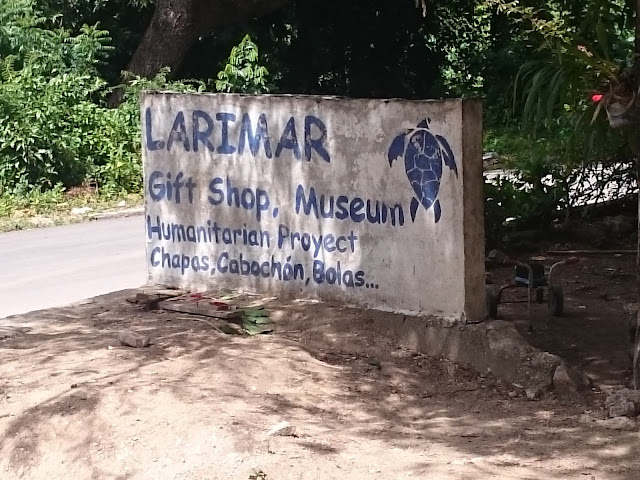 LARIMAR
Gift Shop, Museum
Humanitarian Proyect
Chapas, Cabochón, Bolas...